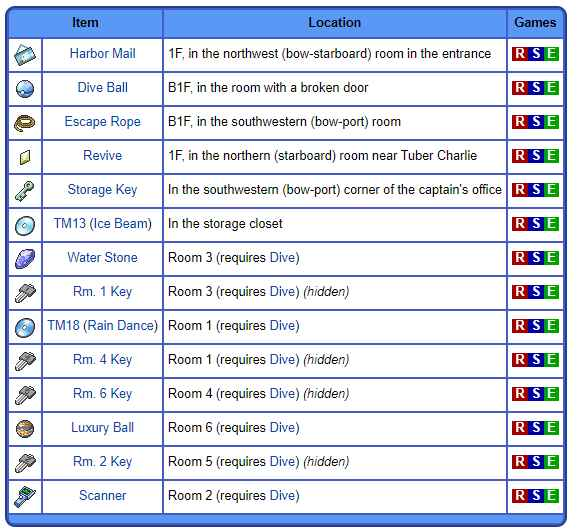 Item Location Games
Harbor Mail 1F, in the northwest (bow-starboard) room in the entrance R S E
Dive Ball B1F, in the room with a broken door R S E
Escape Rope B1F, in the southwestern (bow-port) room R S E
Revive 1F, in the northern (starboard) room near Tuber Charlie R S E
Storage Key In the southwestern (bow-port) corner of the captain's office R S E
TM13 (Ice Beam) In the storage closet R S E
Water Stone Room 3 (requires Dive) R S E
Rm. 1 Key Room 3 (requires Dive) (hidden) R S E
TM18 (Rain Dance) Room 1 (requires Dive) R S E
Rm. 4 Key Room 1 (requires Dive) (hidden) R S E
Rm. 6 Key Room 4 (requires Dive) (hidden) R S E
Luxury Ball Room 6 (requires Dive) R S E
Rm. 2 Key Room 5 (requires Dive) (hidden) R S E
Scanner Room 2 (requires Dive) R S E